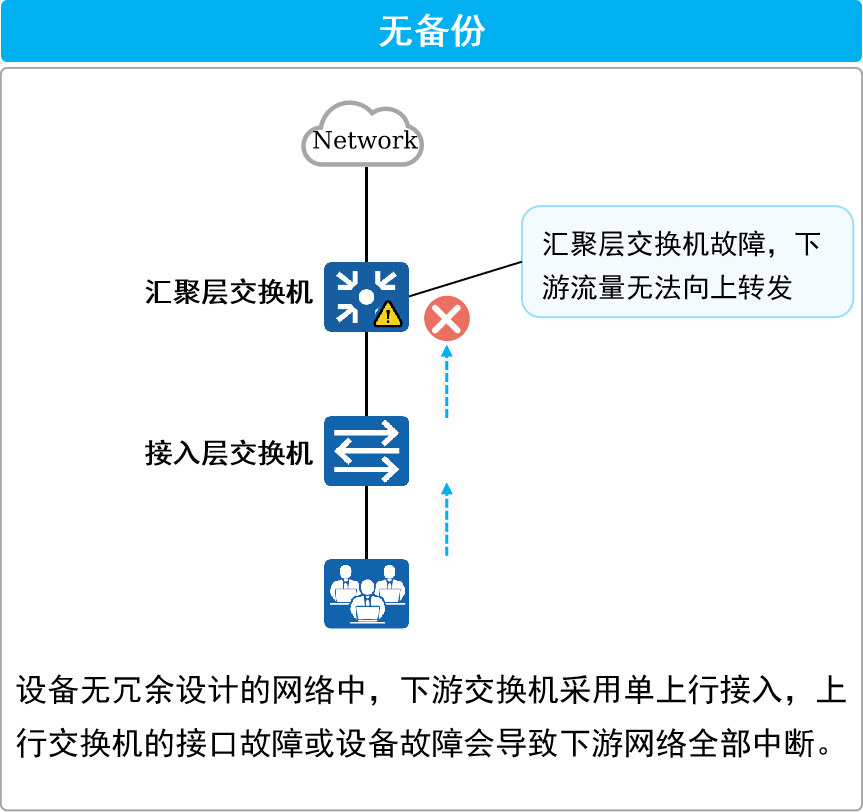 无备份
Network
汇聚层交换机故障，下
游流量无法向上转发
汇聚层交换机
接入层交换机
设备无冗余设计的网络中，下游交换机采用单上行接入，上
行交换机的接口故障或设备故障会导致下游网络全部中断。